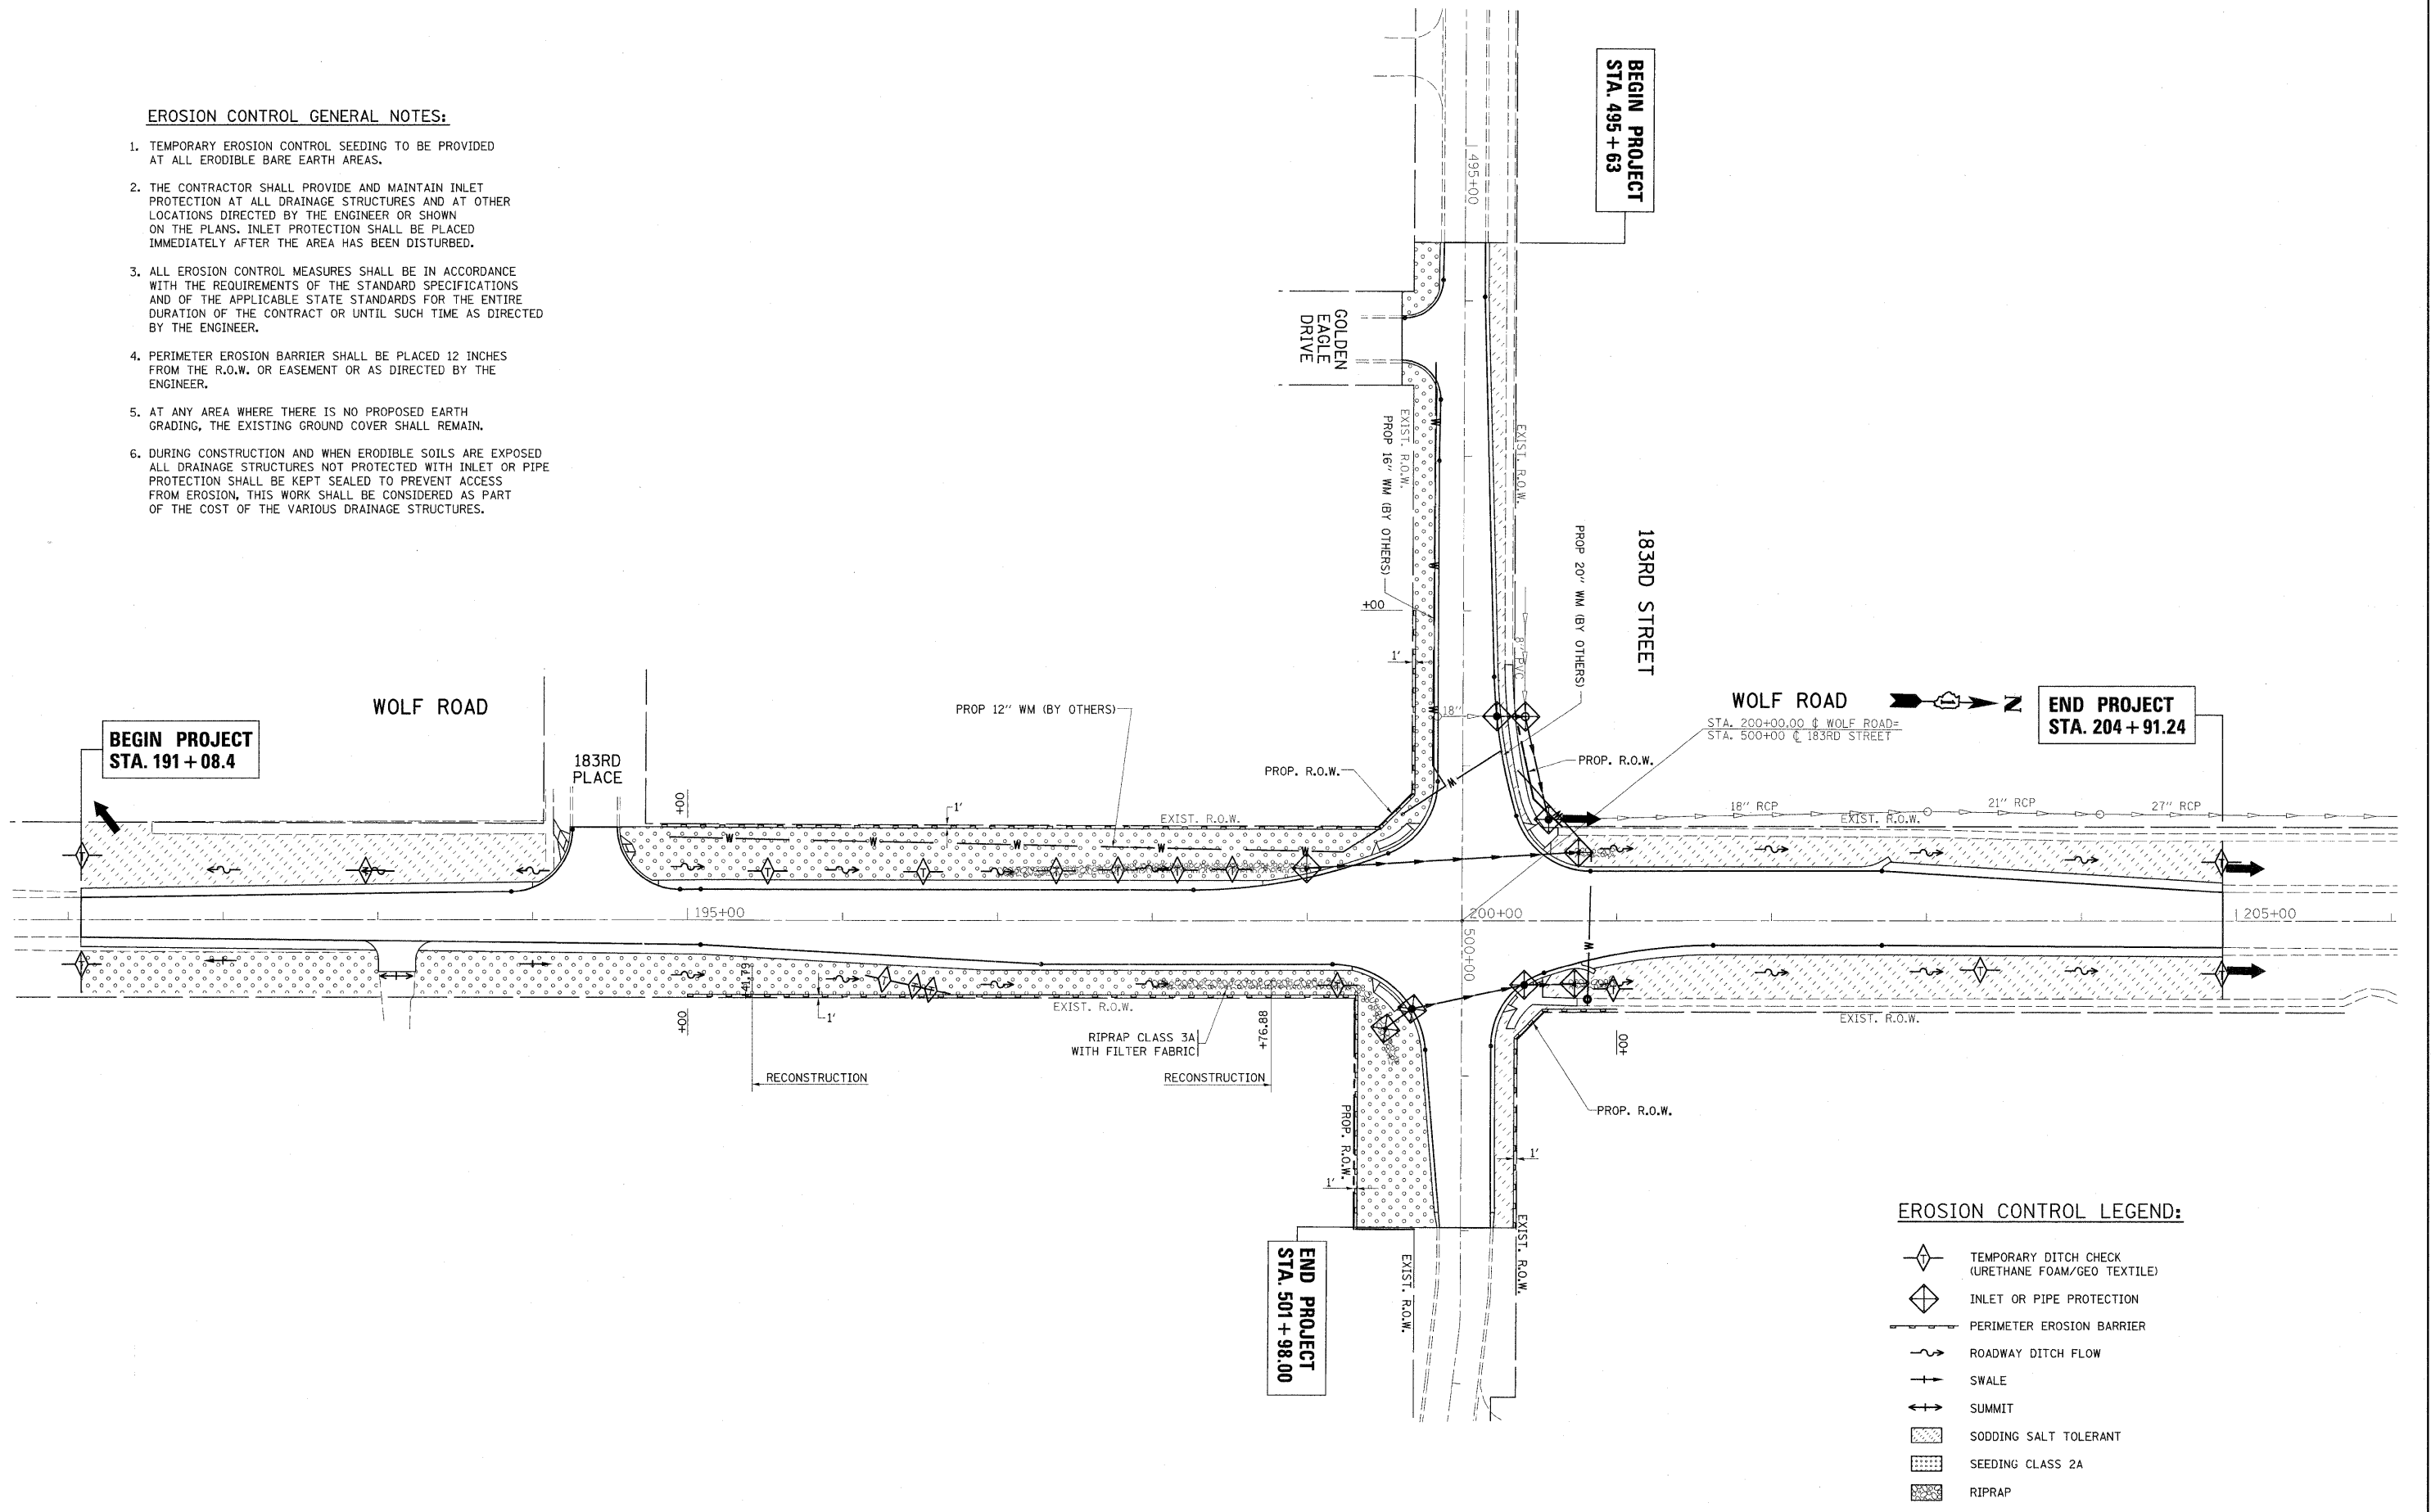 EROSION CONTROL GENERAL NOTES:
1. TEMPORARY EROSION CONTROL SEEDING TO BE PROVIDED
AT ALL ERODIBLE BARE EARTH AREAS.
2. THE CONTRACTOR SHALL PROVIDE AND MAINTAIN INLET
PROTECTION AT ALL DRAINAGE STRUCTURES AND AT OTHER
LOCATIONS DIRECTED BY THE ENGINEER OR SHOWN
ON THE PLANS. INLET PROTECTION SHALL BE PLACED
IMMEDIATELY AFTER THE AREA HAS BEEN DISTURBED.
3. ALL EROSION CONTROL MEASURES SHALL BE IN ACCORDANCE
WITH THE REQUIREMENTS OF THE STANDARD SPECIFICATIONS
AND OF THE APPLICABLE STATE STANDARDS FOR THE ENTIRE
DURATION OF THE CONTRACT OR UNTIL SUCH TIME AS DIRECTED
BY THE ENGINEER.
4. PERIMETER EROSION BARRIER SHALL BE PLACED 12 INCHES
FROM THE R.O.W. OR EASEMENT OR AS DIRECTED BY THE
ENGINEER.
5. AT ANY AREA WHERE THERE IS NO PROPOSED EARTH
GRADING, THE EXISTING GROUND COVER SHALL REMAIN.
6. DURING CONSTRUCTION AND WHEN ERODIBLE SOILS ARE EXPOSED
ALL DRAINAGE STRUCTURES NOT PROTECTED WITH INLET OR PIPE
PROTECTION SHALL BE KEPT SEALED TO PREVENT ACCESS
FROM EROSION, THIS WORK SHALL BE CONSIDERED AS PART
OF THE COST OF THE VARIOUS DRAINAGE STRUCTURES.
BEGIN PROJECT
STA. 495+63
495+00
GOLDEN
EAGLE
DRIVE
EXIST. R.O.W.
PROP 16" WM (BY OTHERS)
EXIST. R.O.W.
PROP 20" WM (BY OTHERS)
183RD STREET
8" PVC
+00
1'
18"
WOLF ROAD
BEGIN PROJECT
STA. 191+08.4
183RD
PLACE
PROP 12" WM (BY OTHERS)
PROP. R.O.W.
PROP. R.O.W.
WOLF ROAD
N
STA. 200+00.00 ℄ WOLF ROAD=
STA. 500+00 ℄ 183RD STREET
END PROJECT
STA. 204+91.24
+00
1'
EXIST. R.O.W.
18" RCP
21" RCP
27" RCP
EXIST. R.O.W.
W W W W W
195+00
200+00
205+00
500+00
+41.79
1'
+00
EXIST. R.O.W.
RIPRAP CLASS 3A
WITH FILTER FABRIC
+76.88
RECONSTRUCTION
RECONSTRUCTION
EXIST. R.O.W.
+00
PROP. R.O.W.
PROP. R.O.W.
1'
1'
END PROJECT
STA. 501+98.00
EXIST. R.O.W.
EXIST. R.O.W.
EROSION CONTROL LEGEND:
T TEMPORARY DITCH CHECK
(URETHANE FOAM/GEO TEXTILE)
INLET OR PIPE PROTECTION
PERIMETER EROSION BARRIER
ROADWAY DITCH FLOW
SWALE
SUMMIT
SODDING SALT TOLERANT
SEEDING CLASS 2A
RIPRAP